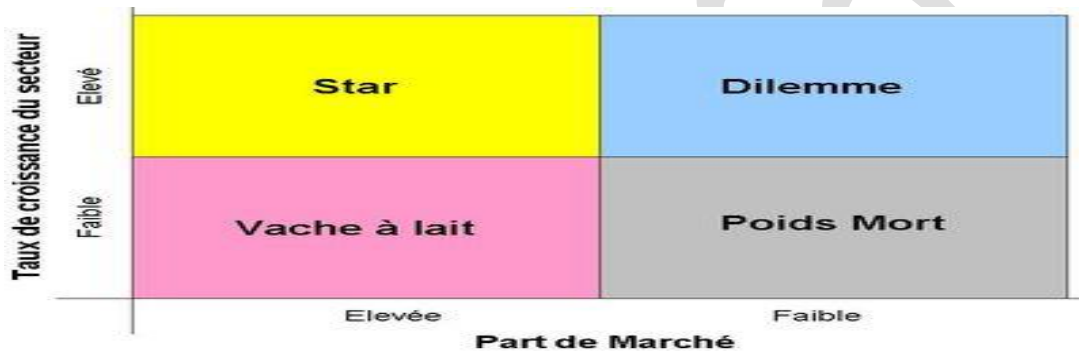 Taux de croissance du secteur
Elevé
Star
Dilemme
Faible
Vache à lait
Poids Mort
Elevée
Faible
Part de Marché